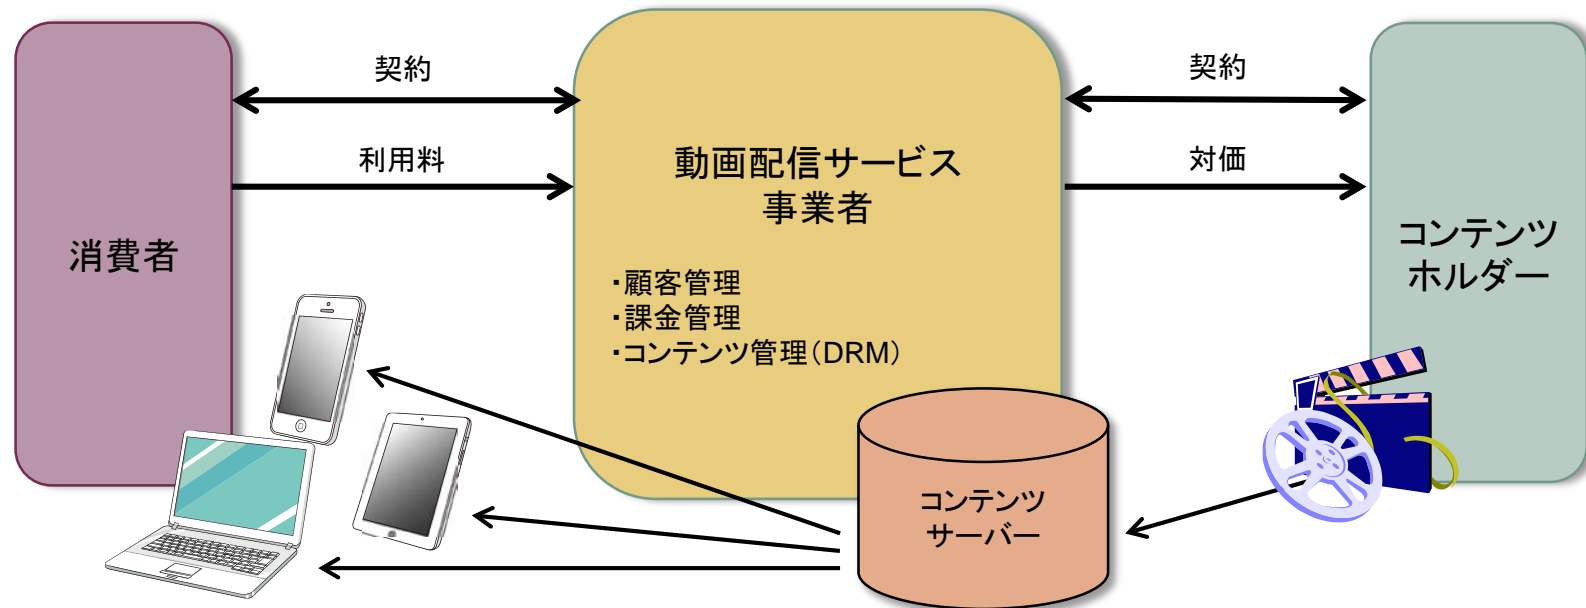 契約
契約
利用料
対価
動画配信サービス
事業者
消費者
コンテンツ
ホルダー
・顧客管理
・課金管理
・コンテンツ管理（DRM）
コンテンツ
サーバー